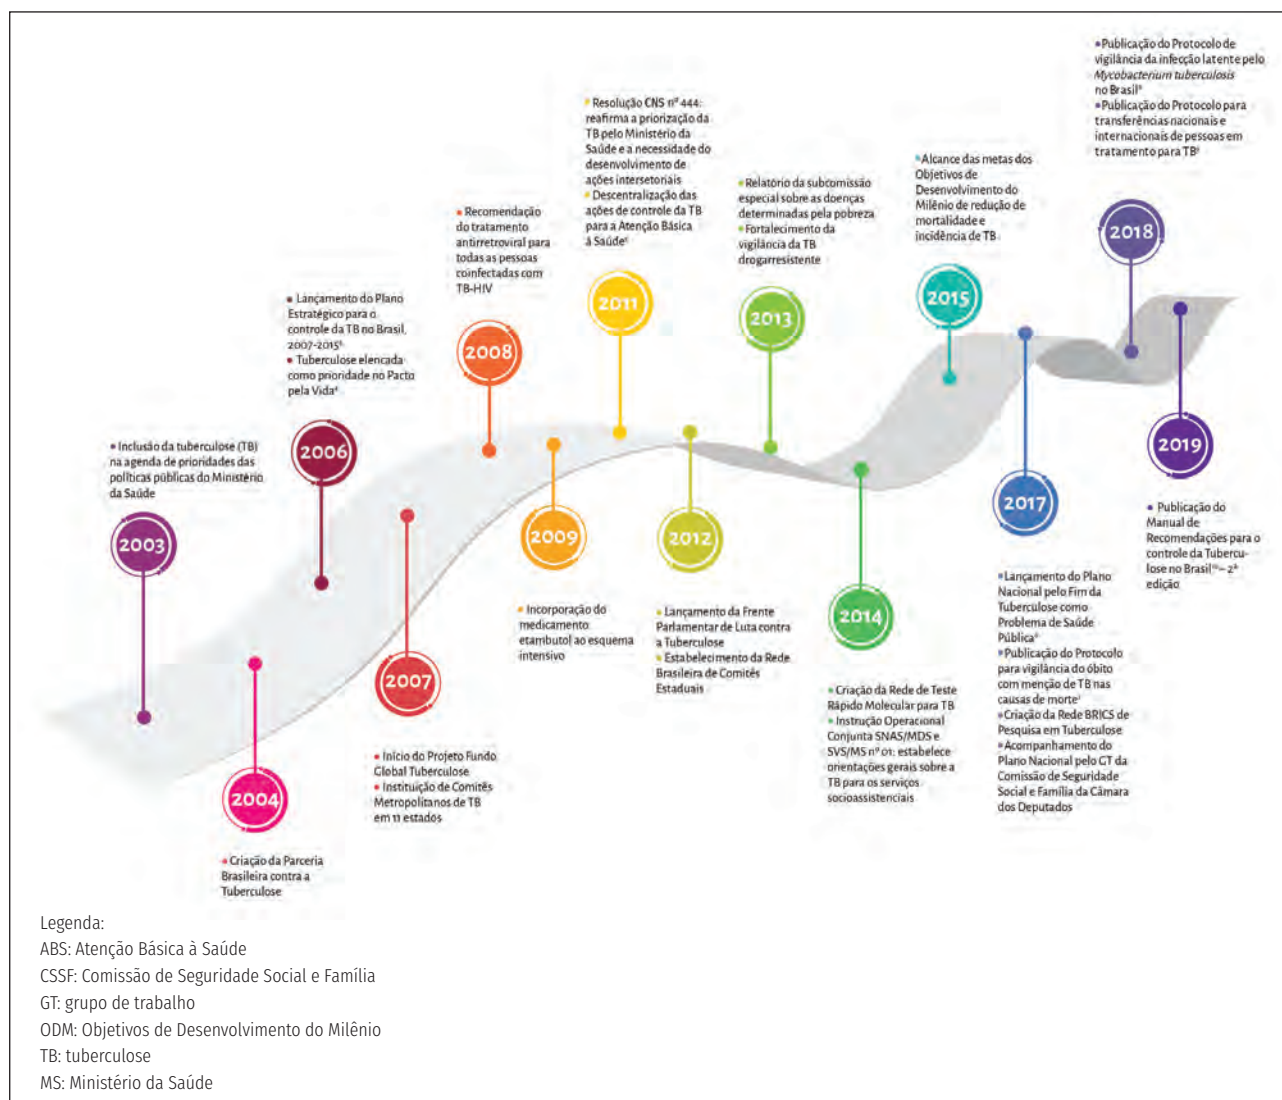 • Inclusão da tuberculose (TB)
na agenda de prioridades das
políticas públicas do Ministério
da Saúde
2003
2004
• Criação da Parceria
Brasileira contra a
Tuberculose
• Lançamento do Plano
Estratégico para o
controle da TB no Brasil,
2007-2015
• Tuberculose elencada
como prioridade no Pacto
pela Vida
2006
2007
• Início do Projeto Fundo
Global Tuberculose
• Instituição de Comitês
Metropolitanos de TB
em 11 estados
• Recomendação
do tratamento
antirretroviral para
todas as pessoas
coinfectadas com
TB-HIV
2008
2009
• Incorporação do
medicamento
etambutol ao esquema
intensivo
• Resolução CNS nº 444:
reafirma a priorização da
TB pelo Ministério da
Saúde e a necessidade do
desenvolvimento de
ações intersetoriais
• Descentralização das
ações de controle da TB
para a Atenção Básica
à Saúde
2011
2012
• Lançamento da Frente
Parlamentar de Luta contra
a Tuberculose
• Estabelecimento da Rede
Brasileira de Comitês
Estaduais
• Relatório da subcomissão
especial sobre as doenças
determinadas pela pobreza
• Fortalecimento da
vigilância da TB
drogarresistente
2013
2014
• Criação da Rede de Teste
Rápido Molecular para TB
• Instrução Operacional
Conjunta SNAS/MDS e
SVS/MS nº 01: estabelece
orientações gerais sobre a
TB para os serviços
socioassistenciais
• Alcance das metas dos
Objetivos de
Desenvolvimento do
Milênio de redução de
mortalidade e
incidência de TB
2015
2017
• Lançamento do Plano
Nacional pelo Fim da
Tuberculose como
Problema de Saúde
Pública
• Publicação do Protocolo
para vigilância do óbito
com menção de TB nas
causas de morte
• Criação da Rede BRICS de
Pesquisa em Tuberculose
• Acompanhamento do
Plano Nacional pelo GT da
Comissão de Seguridade
Social e Família da Câmara
dos Deputados
• Publicação do Protocolo de
vigilância da infecção latente pelo
Mycobacterium tuberculosis
no Brasil
• Publicação do Protocolo para
transferências nacionais e
internacionais de pessoas em
tratamento para TB
2018
2019
• Publicação do
Manual de
Recomendações para o
controle da Tubercu-
lose no Brasil¹⁰ – 2ª
edição
Legenda:
ABS: Atenção Básica à Saúde
CSSF: Comissão de Seguridade Social e Família
GT: grupo de trabalho
ODM: Objetivos de Desenvolvimento do Milênio
TB: tuberculose
MS: Ministério da Saúde